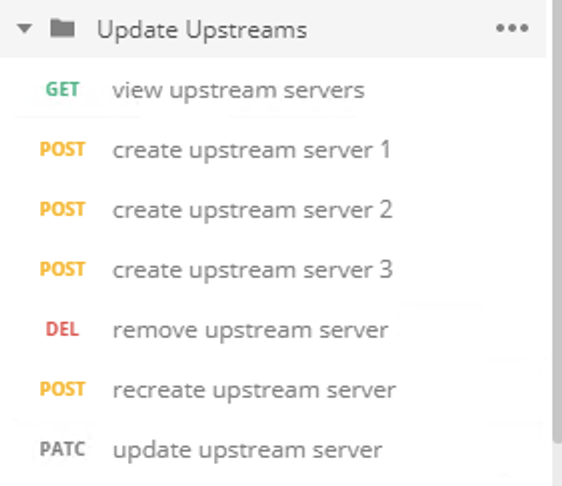 Update Upstreams
GET view upstream servers
POST create upstream server 1
POST create upstream server 2
POST create upstream server 3
DEL remove upstream server
POST recreate upstream server
PATC update upstream server